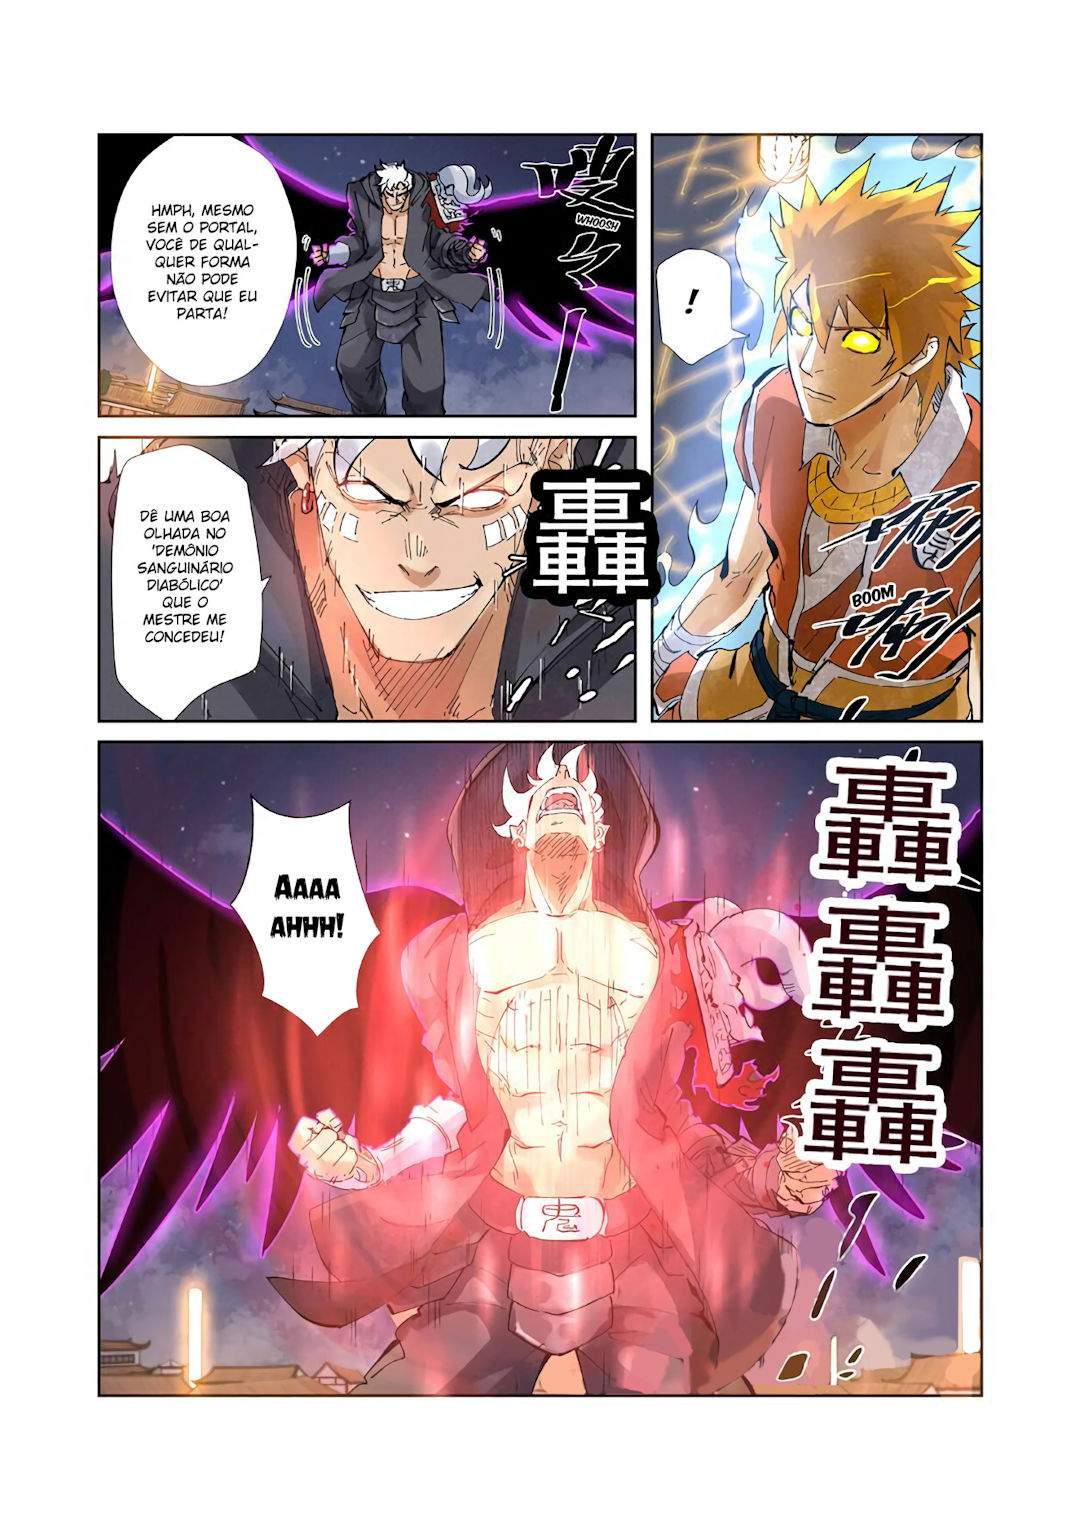 HMPH, MESMO
SEM O PORTAL,
VOCÊ DE QUAL-
QUER FORMA
NÃO PODE
EVITAR QUE EU
PARTA!
嗖
WHOOSH
!
DÊ UMA BOA
OLHADA NO
'DEMÔNIO
SANGUINÁRIO
DIABÓLICO'
QUE O
MESTRE ME
CONCEDEU!
轟
BOOM
AAAA
AHHH!
轟
轟
轟
鬼